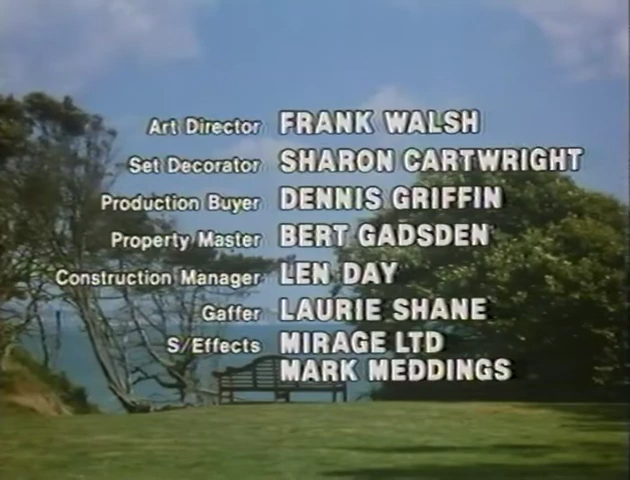 Art Director FRANK WALSH
Set Decorator SHARON CARTWRIGHT
Production Buyer DENNIS GRIFFIN
Property Master BERT GADSDEN
Construction Manager LEN DAY
Gaffer LAURIE SHANE
S/Effects MIRAGE LTD
MARK MEDDINGS